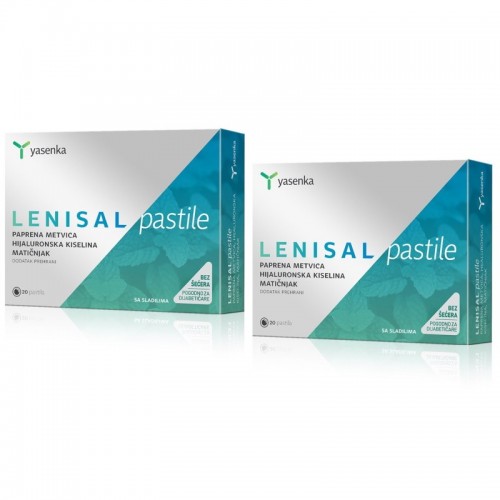 yasenka
LENISAL pastile
PAPRENA METVICA
HIJALURONSKA KISELINA
MATIČNJAK
DODATAK PREHRANI
20 pastila
BEZ
ŠEĆERA
POGODNO ZA
DIJABETIČARE
SA SLADILIMA
yasenka
LENISAL pastile
PAPRENA METVICA
HIJALURONSKA KISELINA
MATIČNJAK
DODATAK PREHRANI
20 pastila
BEZ
ŠEĆERA
POGODNO ZA
DIJABETIČARE
SA SLADILIMA
LENISAL pastile